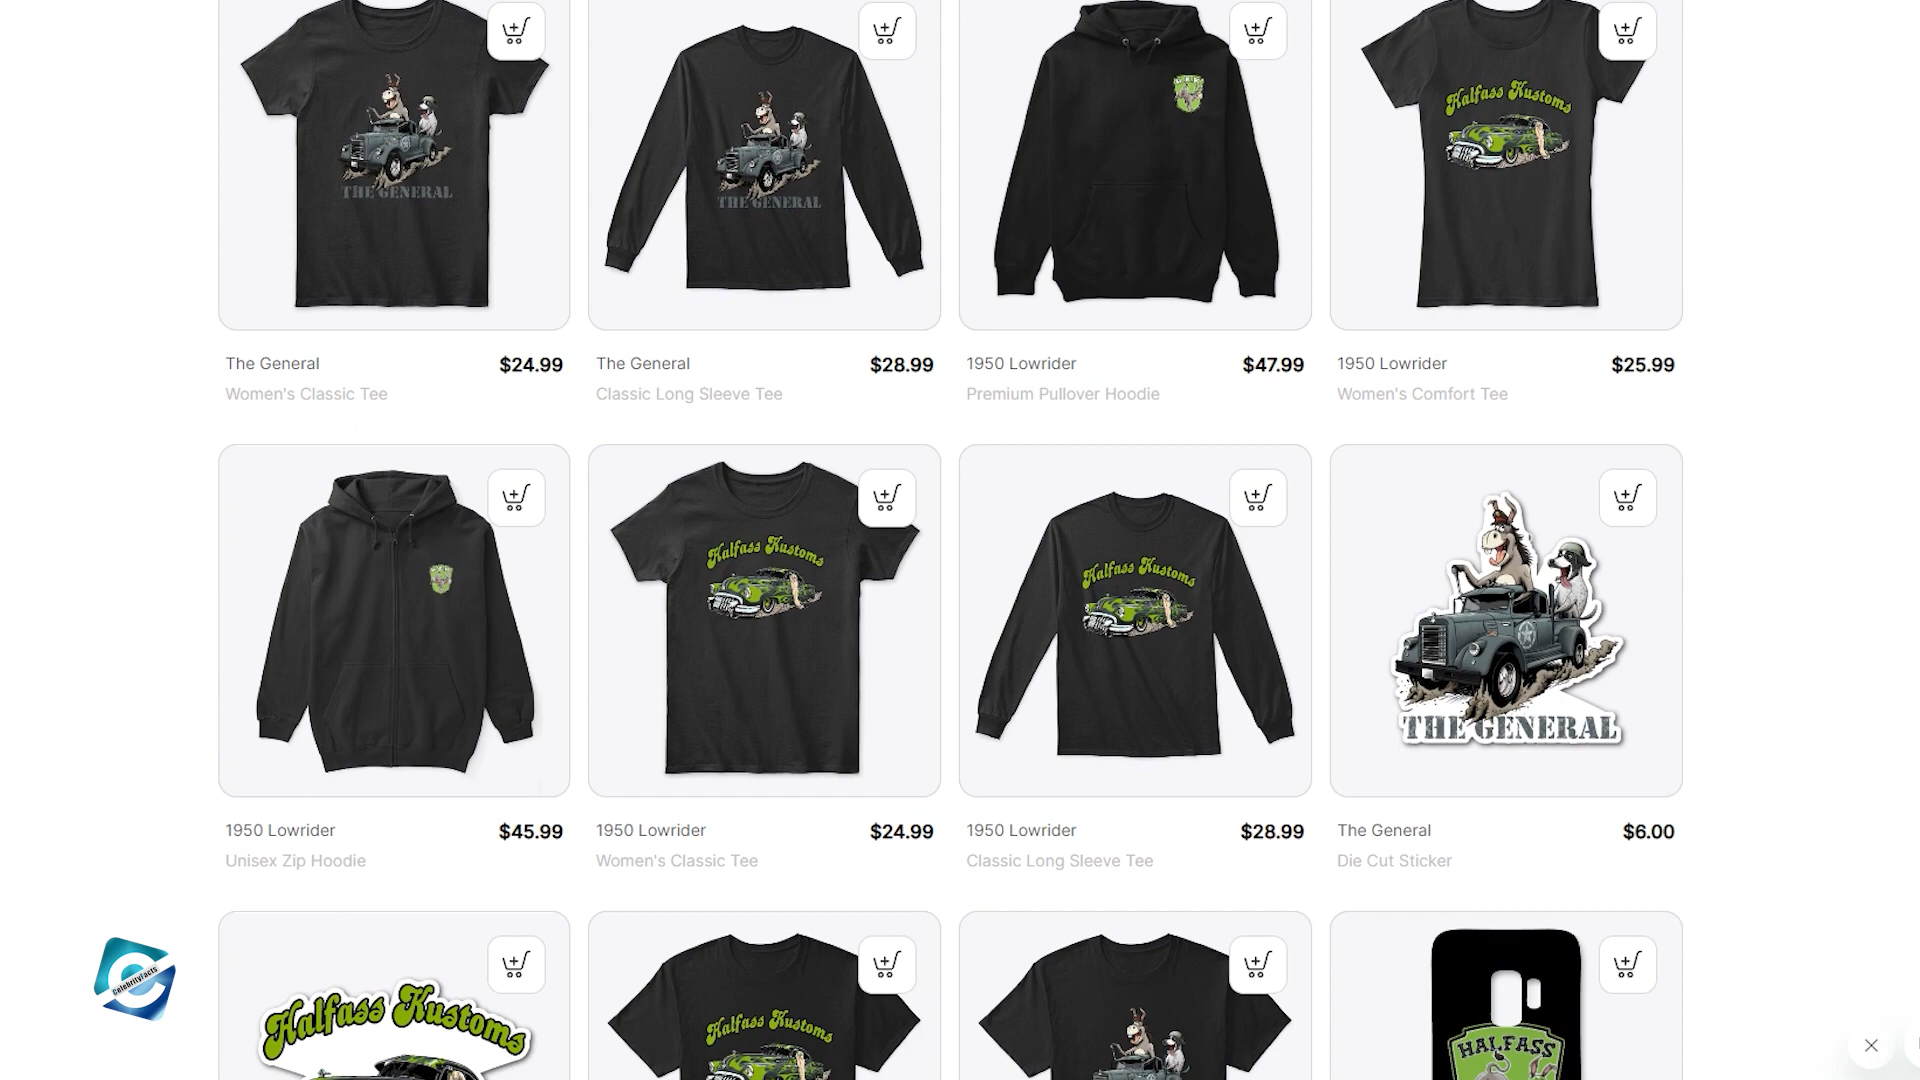 THE GENERAL
THE GENERAL
Halfass Kustoms
The General
$24.99
Women's Classic Tee
The General
$28.99
Classic Long Sleeve Tee
1950 Lowrider
$47.99
Premium Pullover Hoodie
1950 Lowrider
$25.99
Women's Comfort Tee
Halfass Kustoms
Halfass Kustoms
THE GENERAL
1950 Lowrider
$45.99
Unisex Zip Hoodie
1950 Lowrider
$24.99
Women's Classic Tee
1950 Lowrider
$28.99
Classic Long Sleeve Tee
The General
$6.00
Die Cut Sticker
CelebrityFacts
Halfass Kustoms
Halfass Kustoms
HALFASS